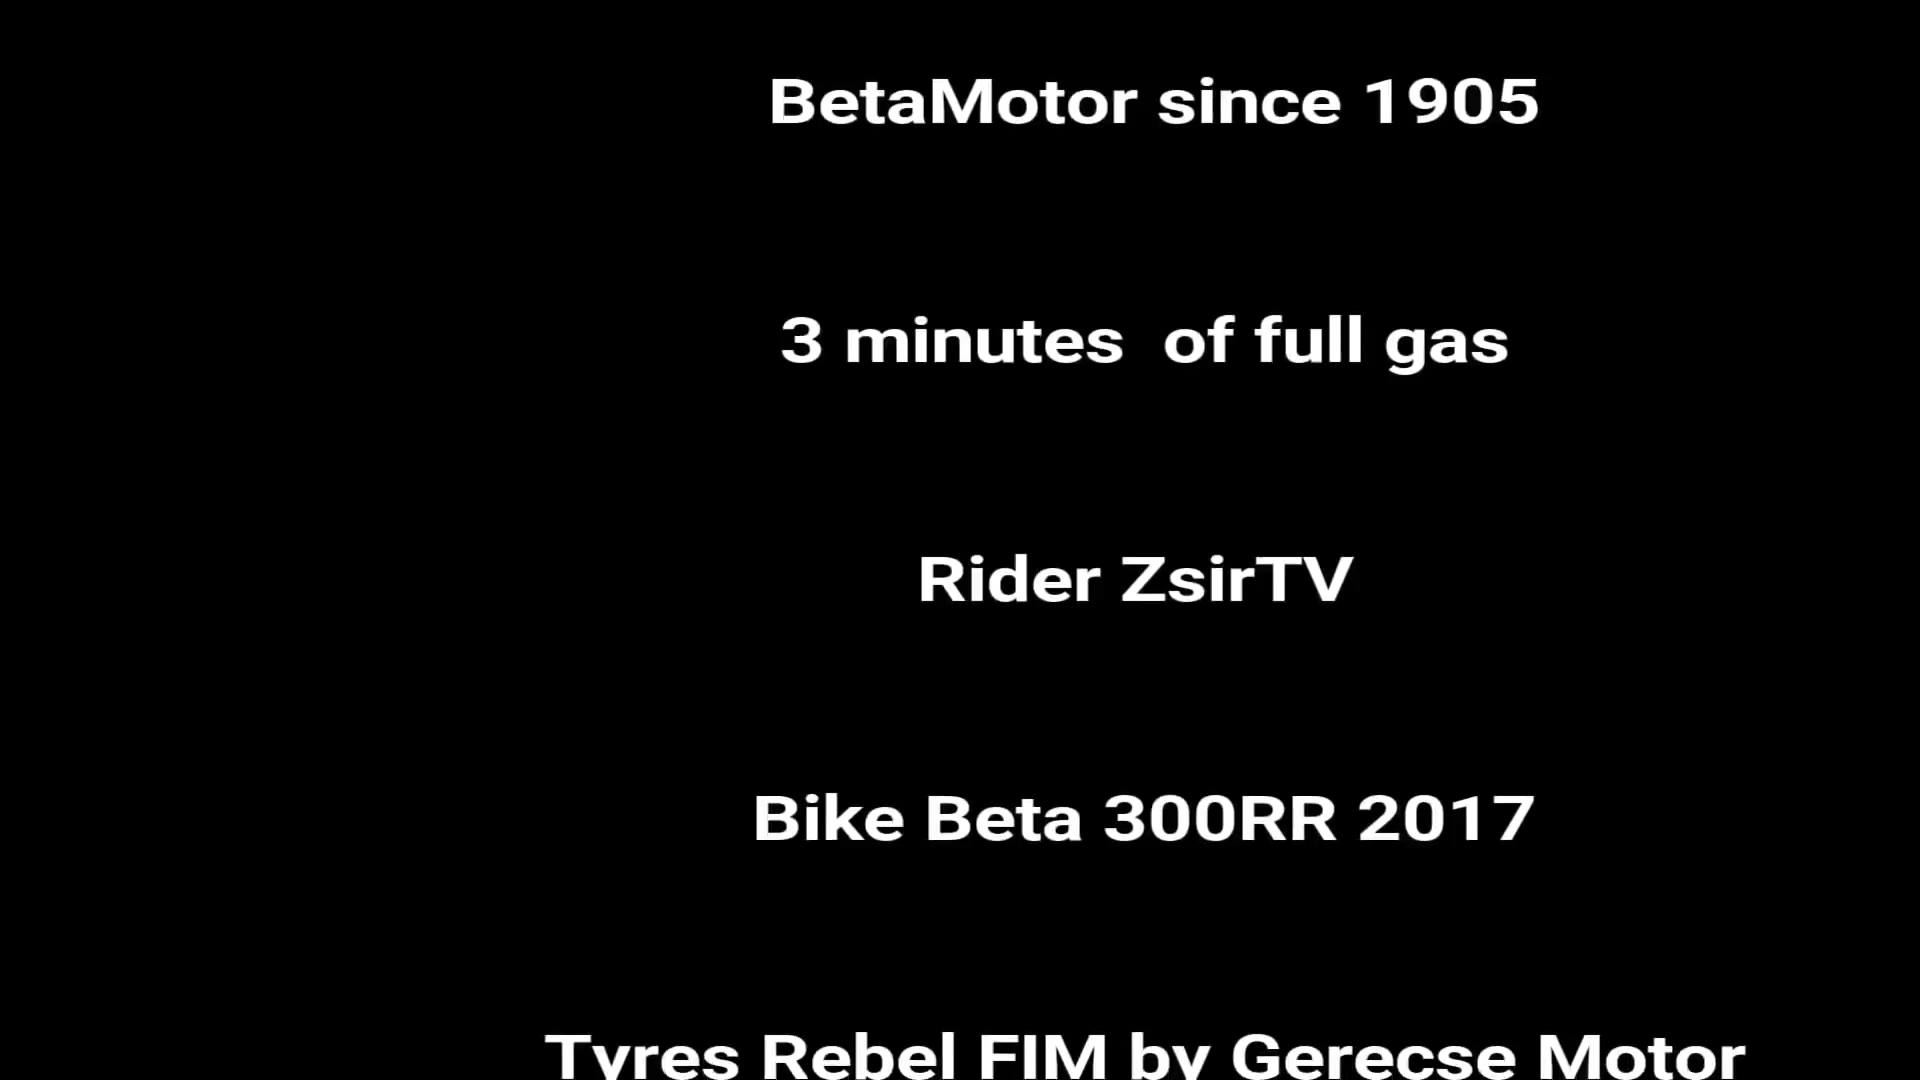 BetaMotor since 1905
3 minutes  of full gas
Rider ZsirTV
Bike Beta 300RR 2017
Tyres Rebel FIM by Gerecse Motor